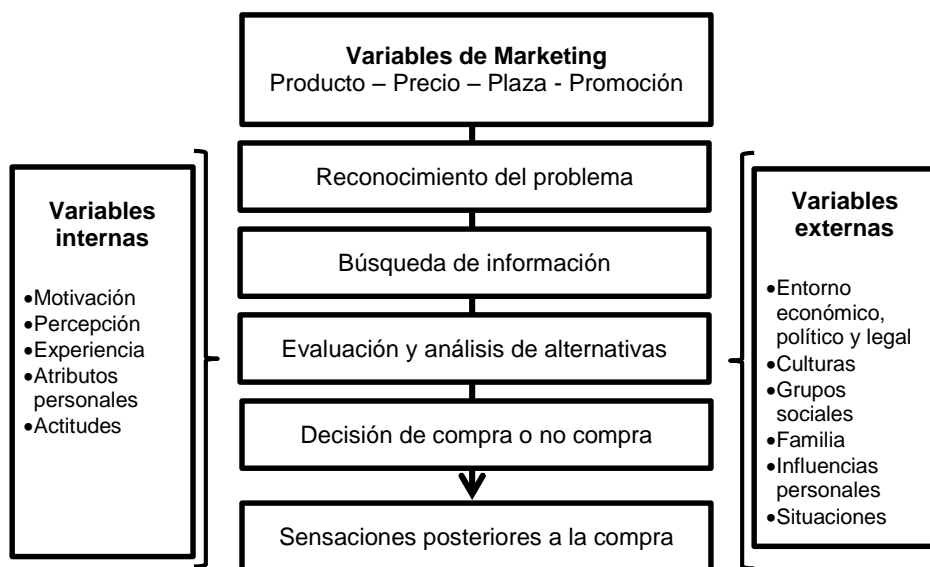 Variables de Marketing
Producto – Precio – Plaza - Promoción
Reconocimiento del problema
Búsqueda de información
Evaluación y análisis de alternativas
Decisión de compra o no compra
Sensaciones posteriores a la compra
Variables
internas
•Motivación
•Percepción
•Experiencia
•Atributos
personales
•Actitudes
Variables
externas
•Entorno
económico,
político y legal
•Culturas
•Grupos
sociales
•Familia
•Influencias
personales
•Situaciones